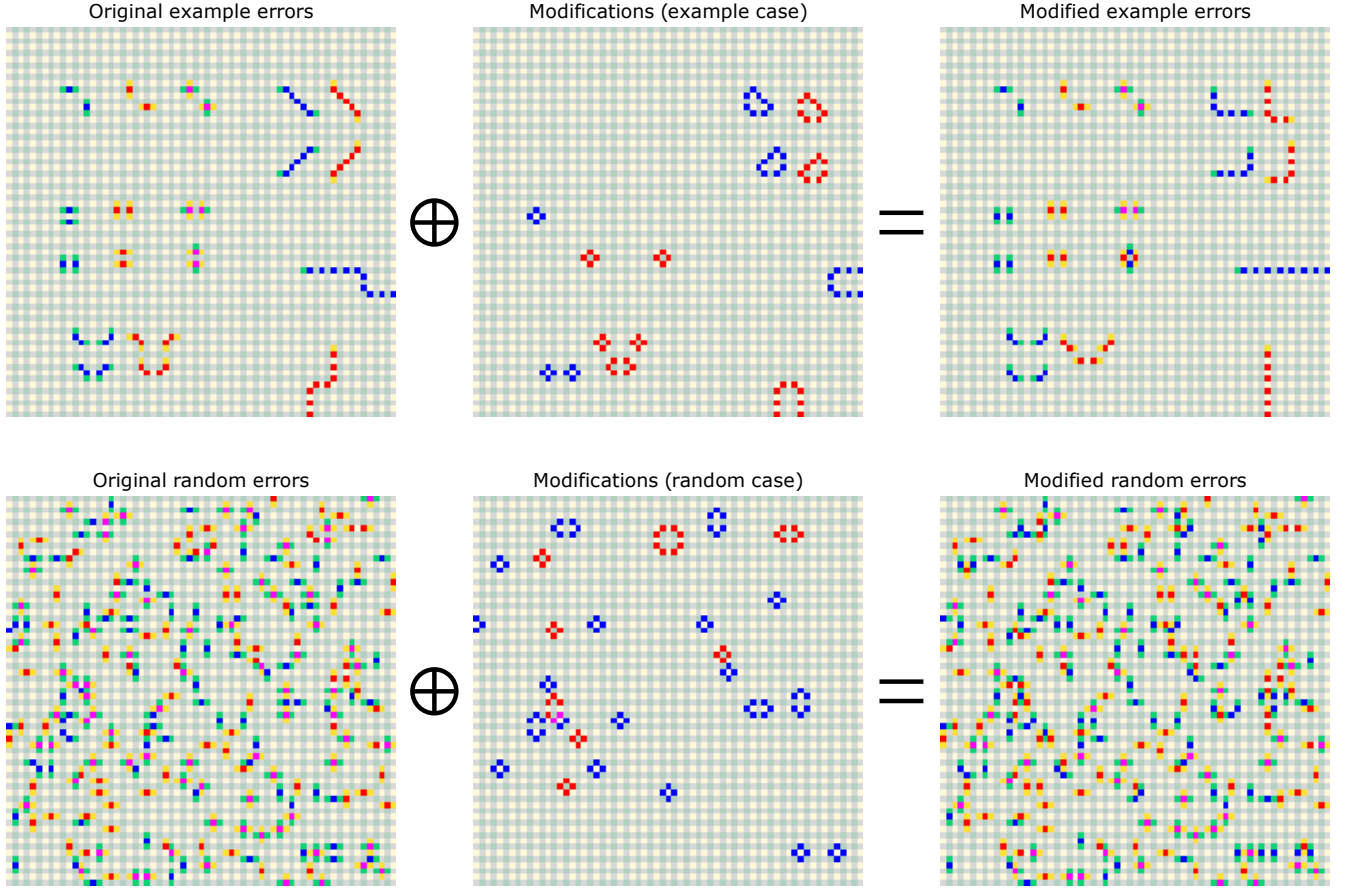 Original example errors
Modifications (example case)
Modified example errors
⊕
=
Original random errors
Modifications (random case)
Modified random errors
⊕
=